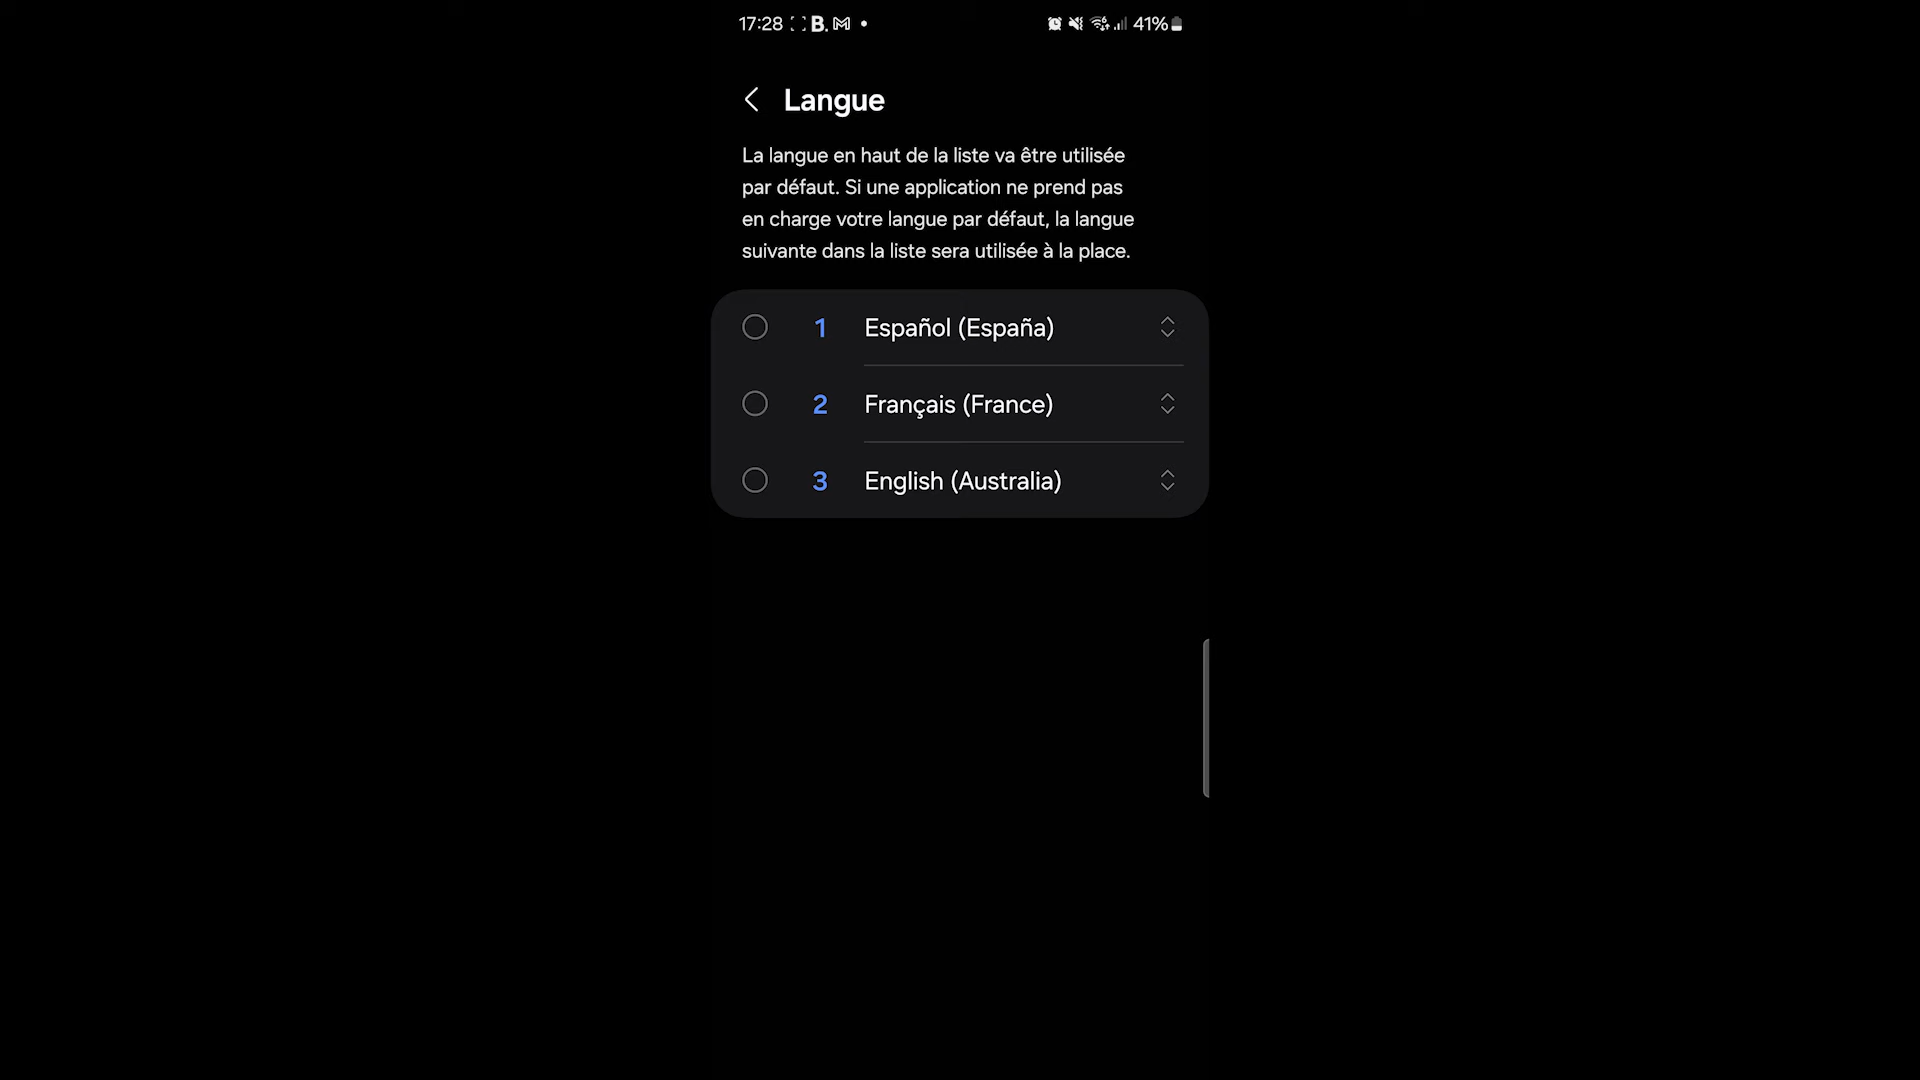 17:28 B. 41%
Langue
La langue en haut de la liste va être utilisée
par défaut. Si une application ne prend pas
en charge votre langue par défaut, la langue
suivante dans la liste sera utilisée à la place.
1 Español (España)
2 Français (France)
3 English (Australia)